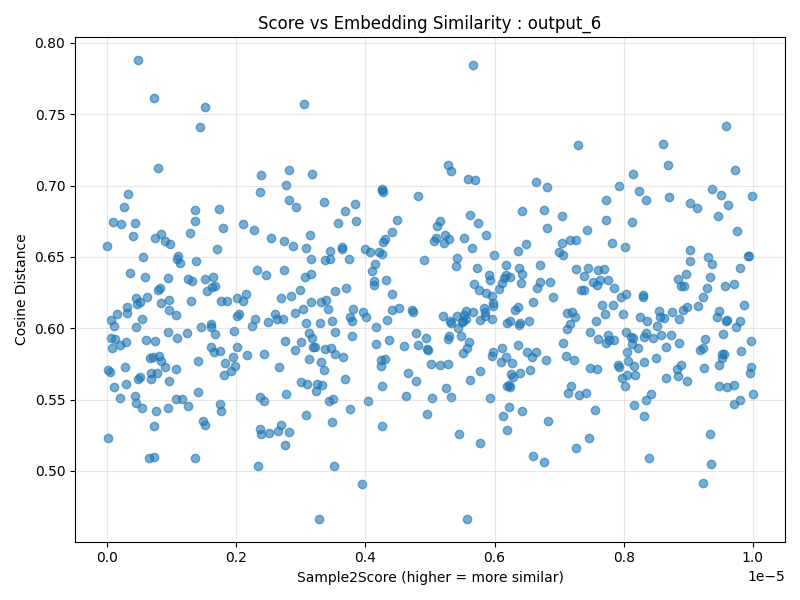 Score vs Embedding Similarity : output_6
Cosine Distance
0.80
0.75
0.70
0.65
0.60
0.55
0.50
0.0 0.2 0.4 0.6 0.8 1.0
1e−5
Sample2Score (higher = more similar)